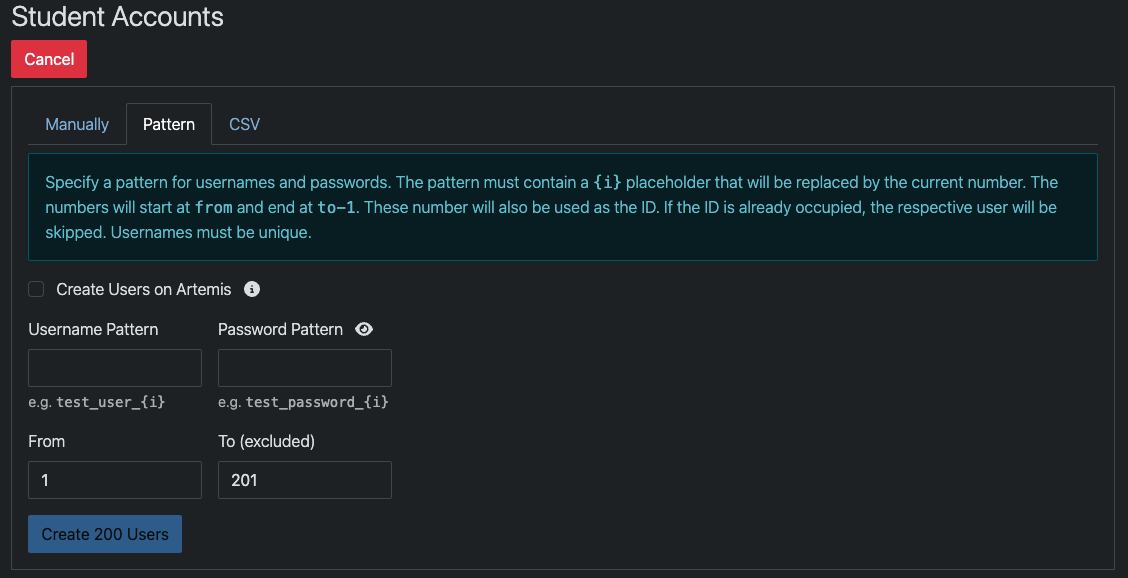 Student Accounts
Cancel
Manually
Pattern
CSV
Specify a pattern for usernames and passwords. The pattern must contain a {i} placeholder that will be replaced by the current number. The
numbers will start at from and end at to-1. These number will also be used as the ID. If the ID is already occupied, the respective user will be
skipped. Usernames must be unique.
Create Users on Artemis
Username Pattern
Password Pattern
e.g. test_user_{i}
e.g. test_password_{i}
From
To (excluded)
1
201
Create 200 Users